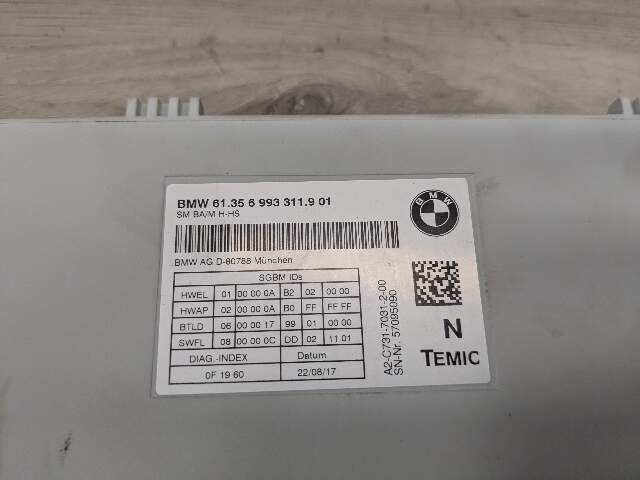 BMW 61.35 6 993 311.9 01
SM BA/M H-HS
BMW
BMW AG D-80788 München
SGBM IDs
HWEL 01 00 00 0A B2 02 00 00
HWAP 02 00 00 0A B0 FF FF FF
BTLD 06 00 00 17 99 01 00 00
SWFL 08 00 00 0C DD 02 11 01
DIAG.-INDEX Datum
0F 19 60 22/08/17
A2-C731-7031-2-00
SN-Nr. 57095090
N
TEMIC